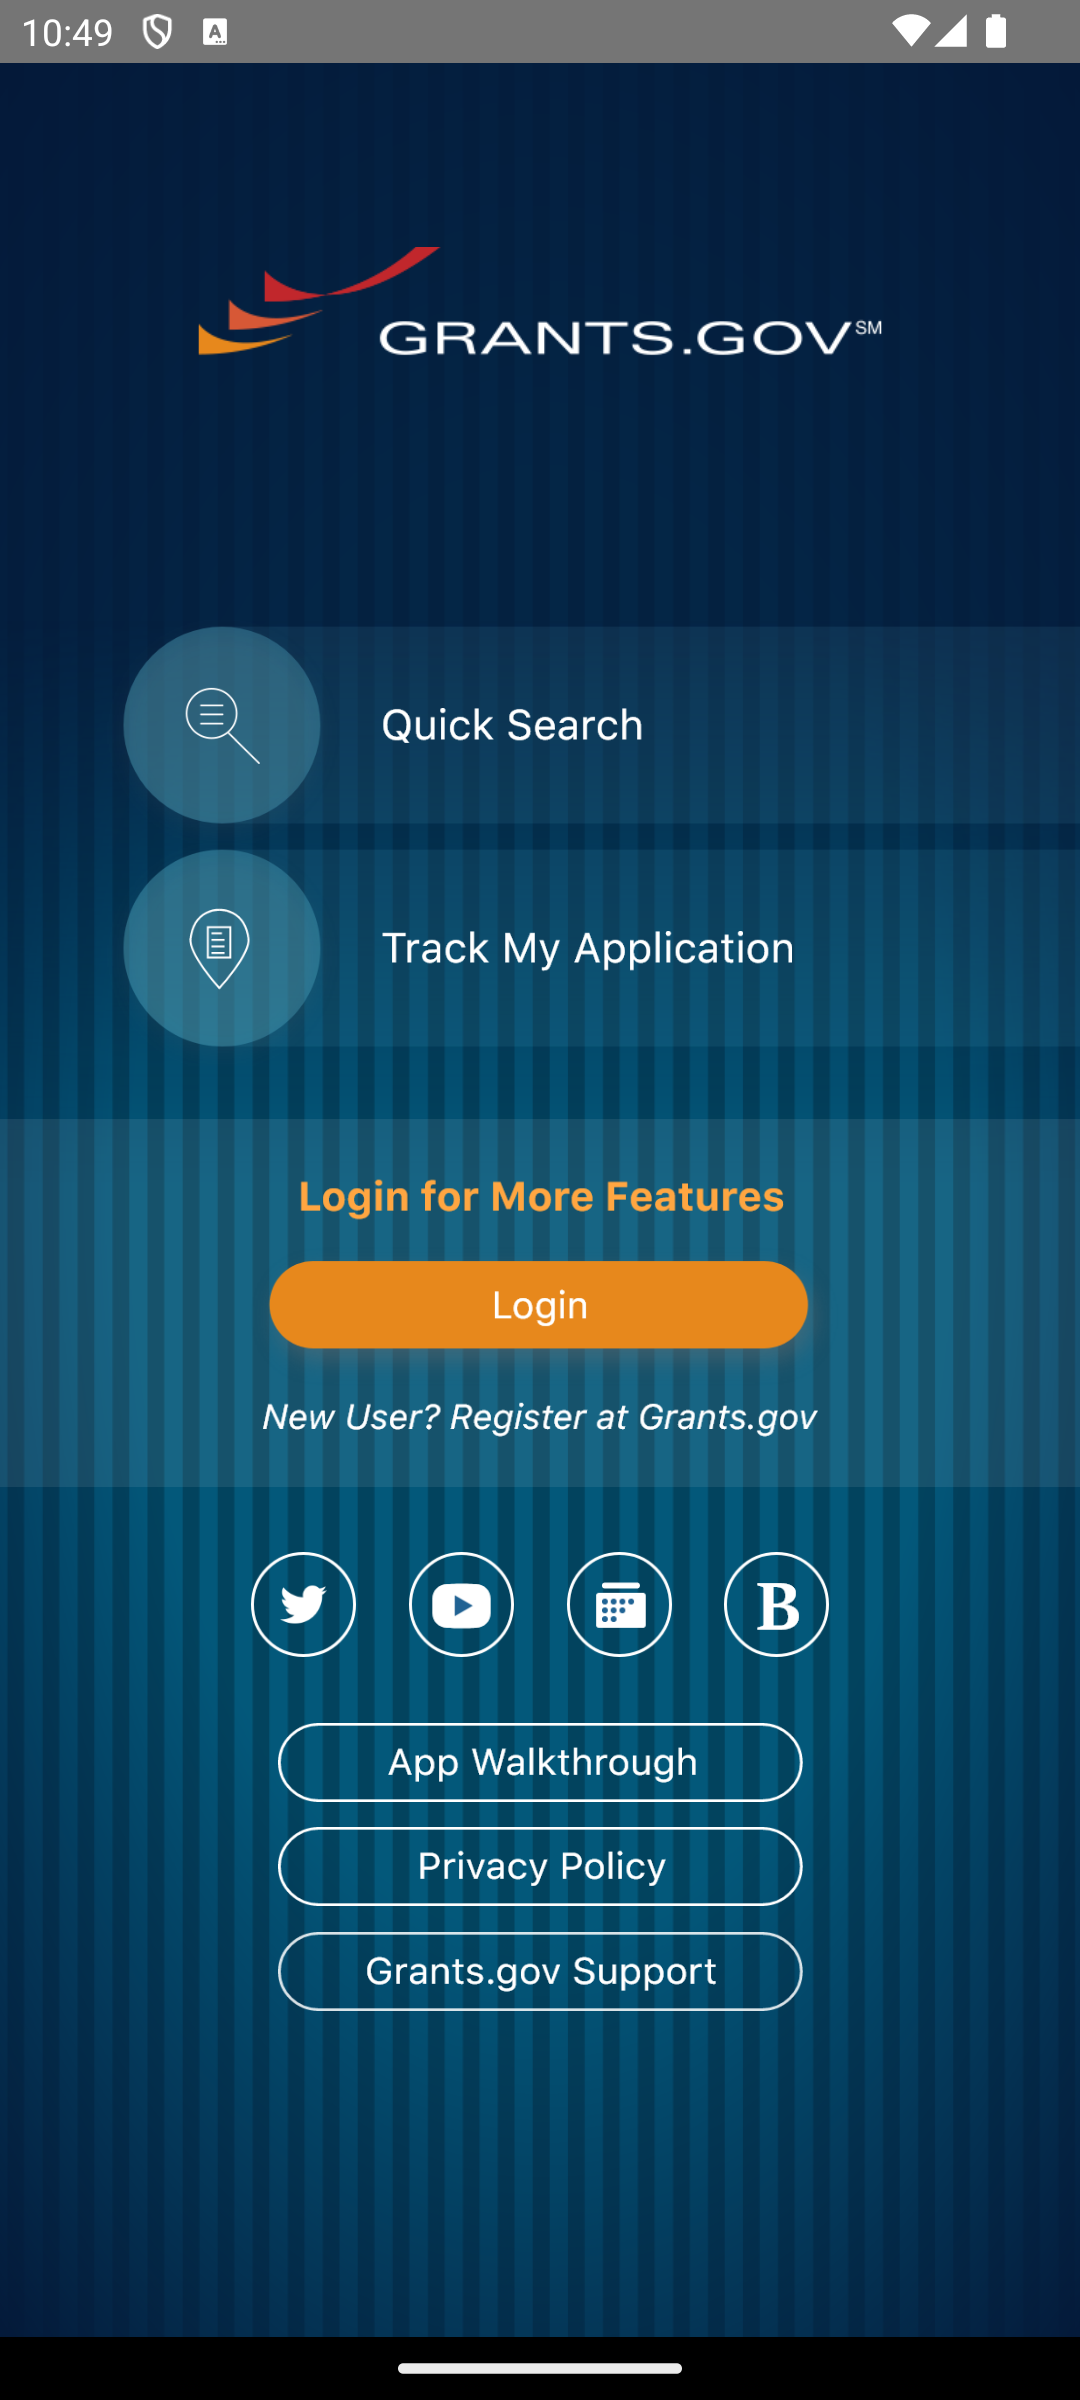 10:49
GRANTS.GOV℠
Quick Search
Track My Application
Login for More Features
Login
New User? Register at Grants.gov
B
App Walkthrough
Privacy Policy
Grants.gov Support